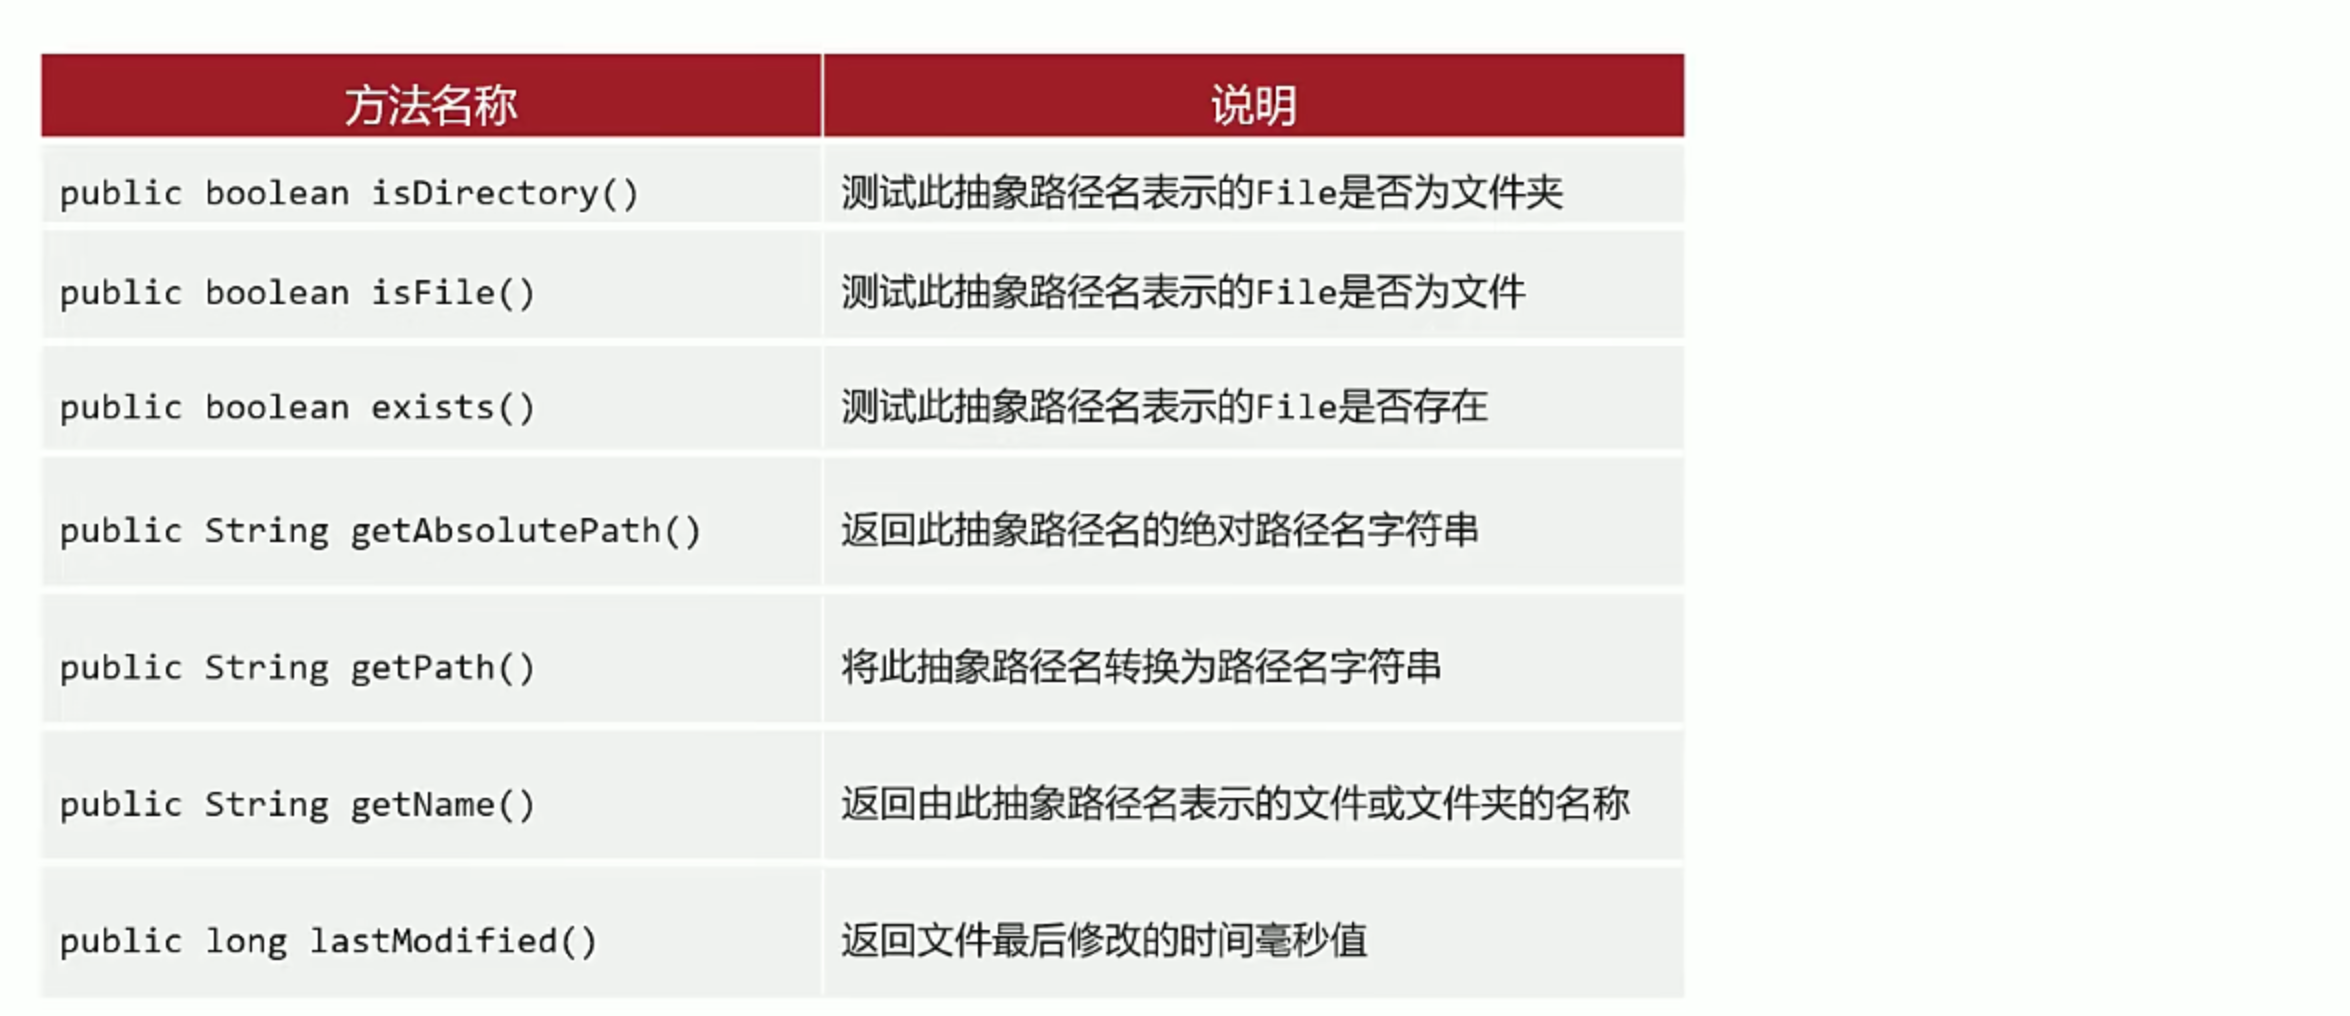 方法名称 说明
public boolean isDirectory() 测试此抽象路径名表示的File是否为文件夹
public boolean isFile() 测试此抽象路径名表示的File是否为文件
public boolean exists() 测试此抽象路径名表示的File是否存在
public String getAbsolutePath() 返回此抽象路径名的绝对路径名字符串
public String getPath() 将此抽象路径名转换为路径名字符串
public String getName() 返回由此抽象路径名表示的文件或文件夹的名称
public long lastModified() 返回文件最后修改的时间毫秒值